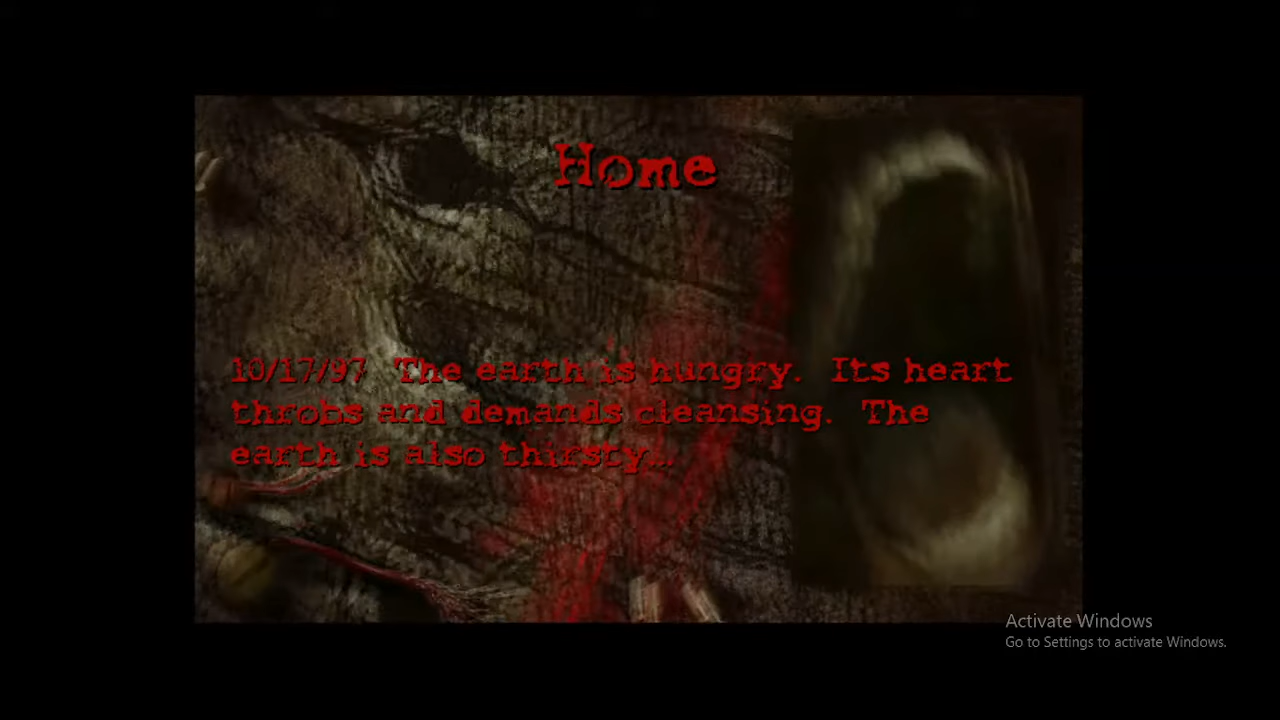 Home
10/17/97 The earth is hungry. Its heart
throbs and demands cleansing. The
earth is also thirsty...
Activate Windows
Go to Settings to activate Windows.